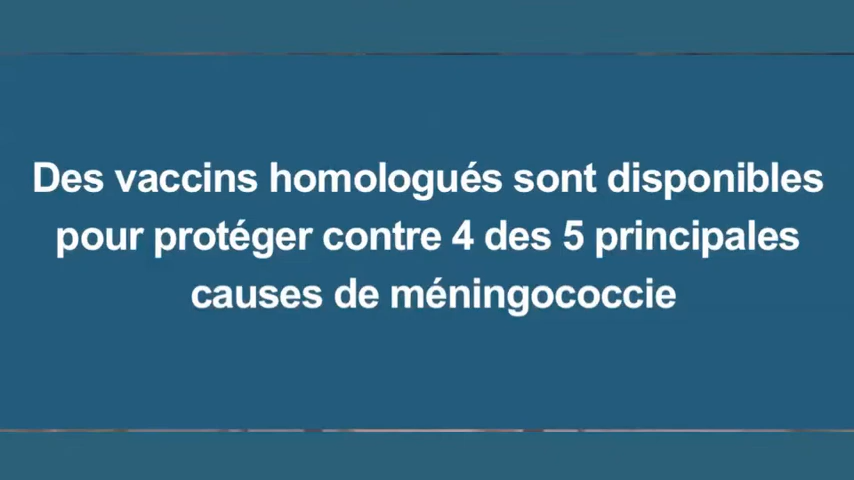 Des vaccins homologués sont disponibles
pour protéger contre 4 des 5 principales
causes de méningococcie